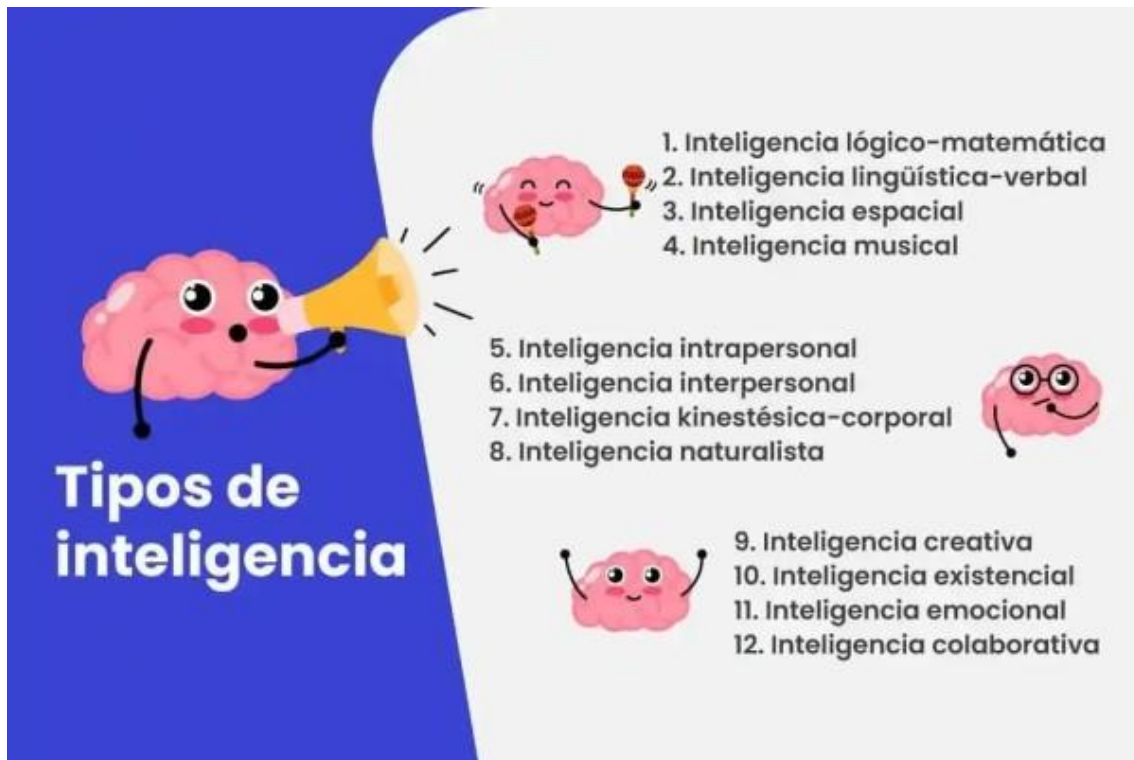 Tipos de
inteligencia
1. Inteligencia lógico-matemática
2. Inteligencia lingüística-verbal
3. Inteligencia espacial
4. Inteligencia musical
5. Inteligencia intrapersonal
6. Inteligencia interpersonal
7. Inteligencia kinestésica-corporal
8. Inteligencia naturalista
9. Inteligencia creativa
10. Inteligencia existencial
11. Inteligencia emocional
12. Inteligencia colaborativa